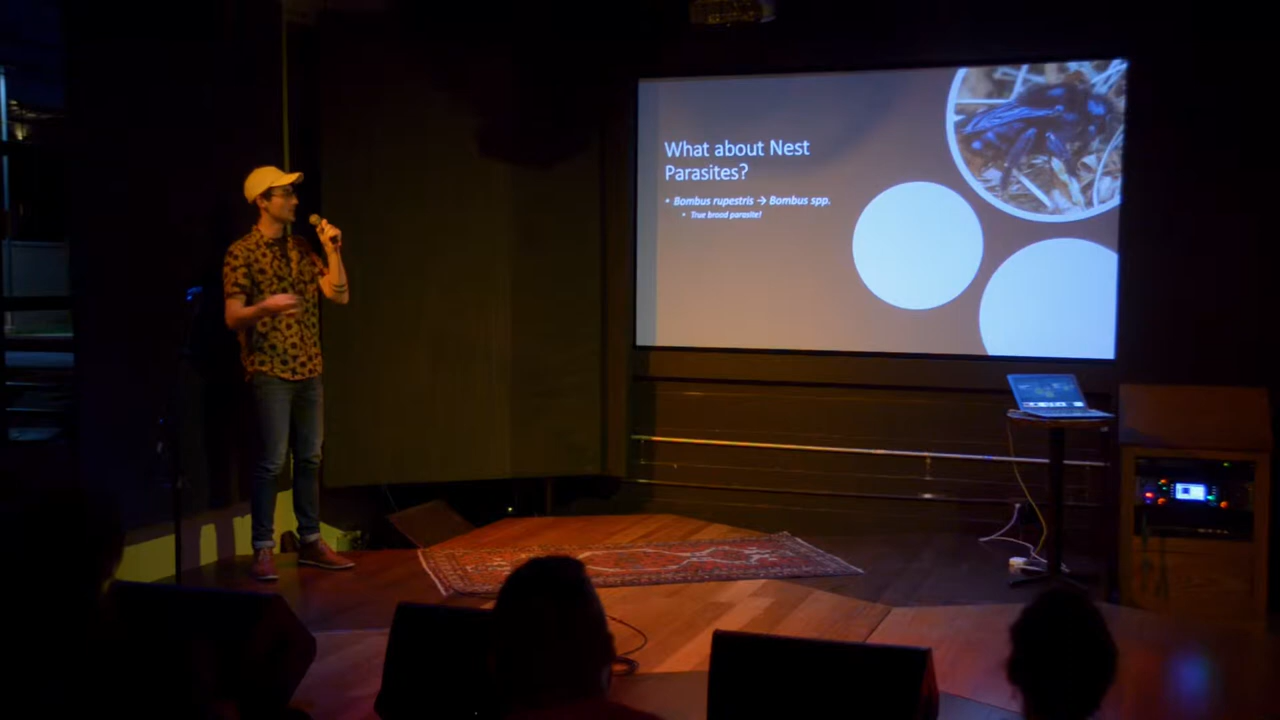 What about Nest
Parasites?
• Bombus rupestris → Bombus spp.
• True brood parasite!